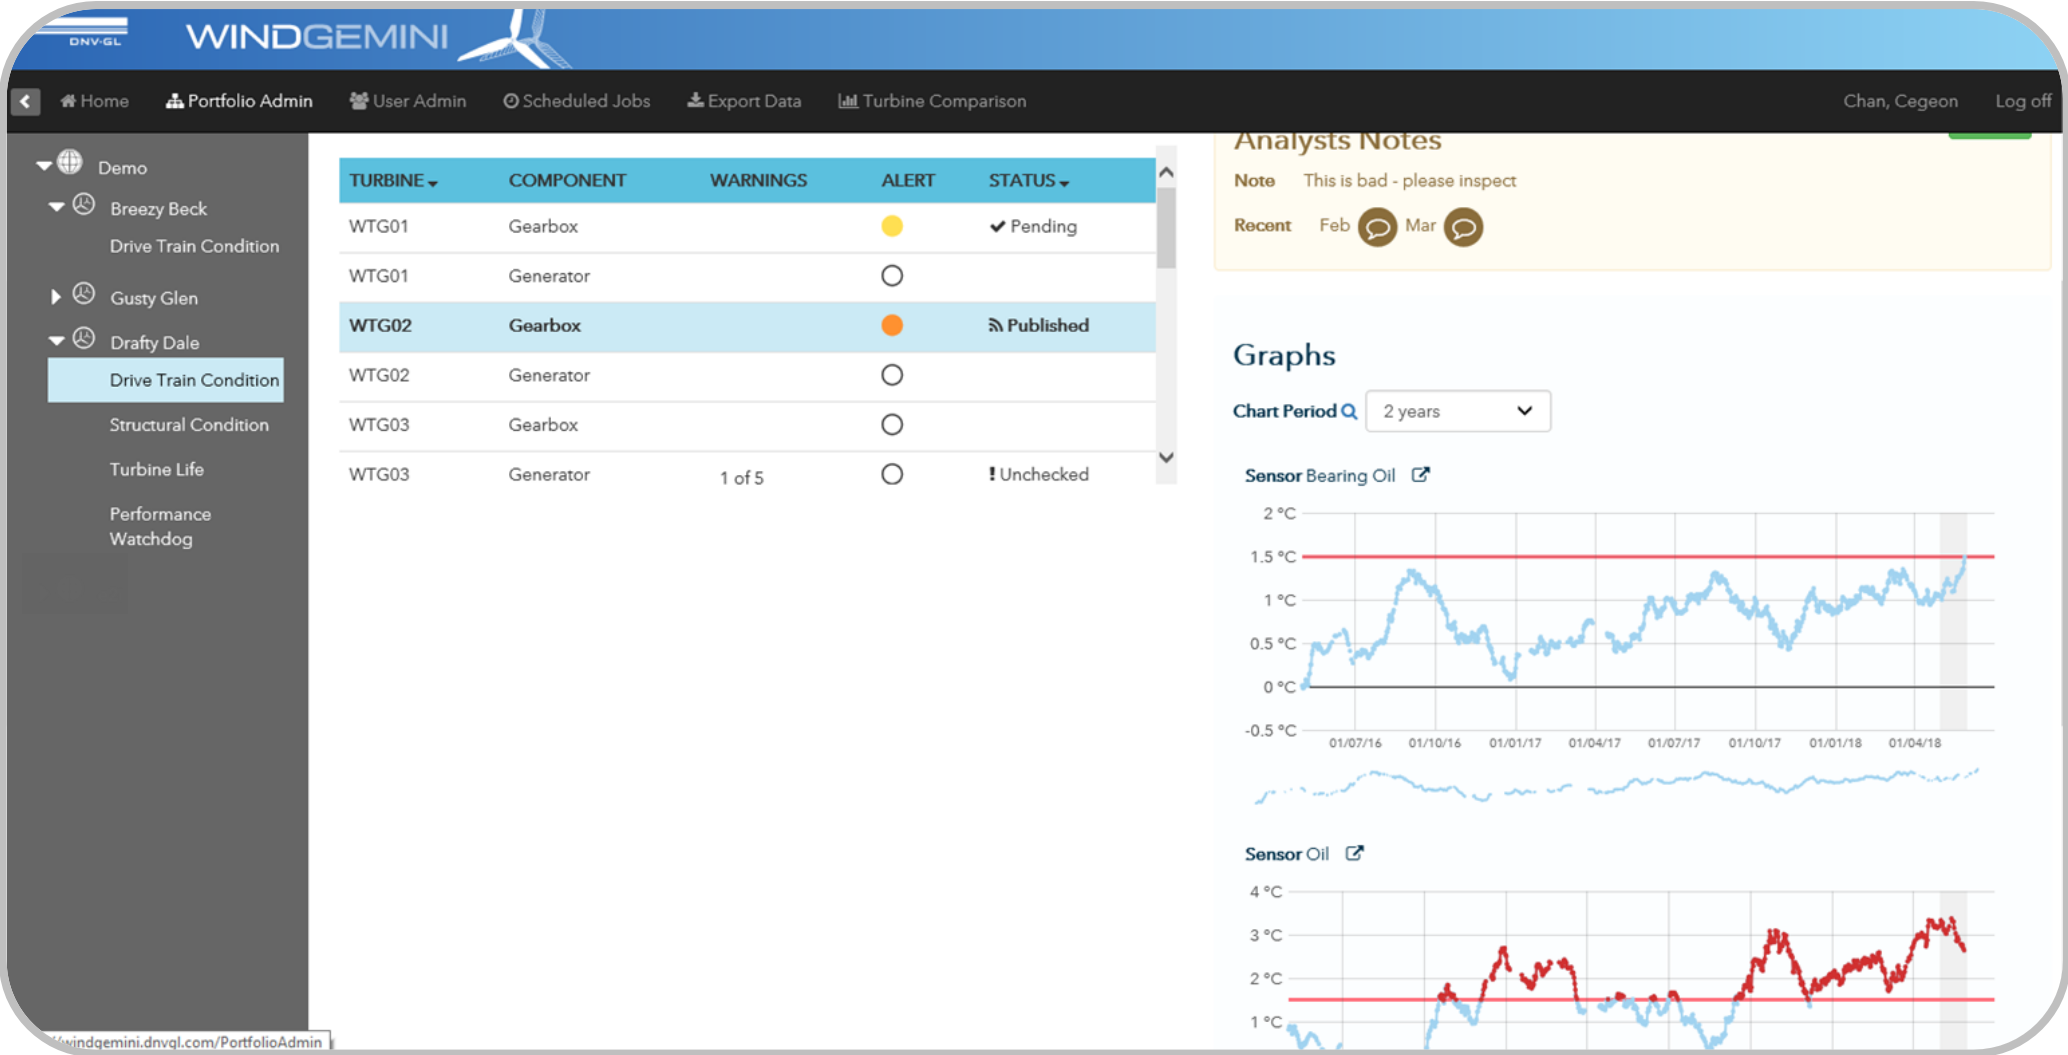 DNV·GL
WINDGEMINI
Home Portfolio Admin User Admin Scheduled Jobs Export Data Turbine Comparison Chan, Cegeon Log off
Demo
Breezy Beck
Drive Train Condition
Gusty Glen
Drafty Dale
Drive Train Condition
Structural Condition
Turbine Life
Performance
Watchdog
TURBINE COMPONENT WARNINGS ALERT STATUS
WTG01 Gearbox Pending
WTG01 Generator
WTG02 Gearbox Published
WTG02 Generator
WTG03 Gearbox
WTG03 Generator 1 of 5 Unchecked
Analysts Notes
Note This is bad - please inspect
Recent Feb Mar
Graphs
Chart Period 2 years
Sensor Bearing Oil
2 °C
1.5 °C
1 °C
0.5 °C
0 °C
-0.5 °C
01/07/16 01/10/16 01/01/17 01/04/17 01/07/17 01/10/17 01/01/18 01/04/18
Sensor Oil
4 °C
3 °C
2 °C
1 °C
windgemini.dnvgl.com/PortfolioAdmin